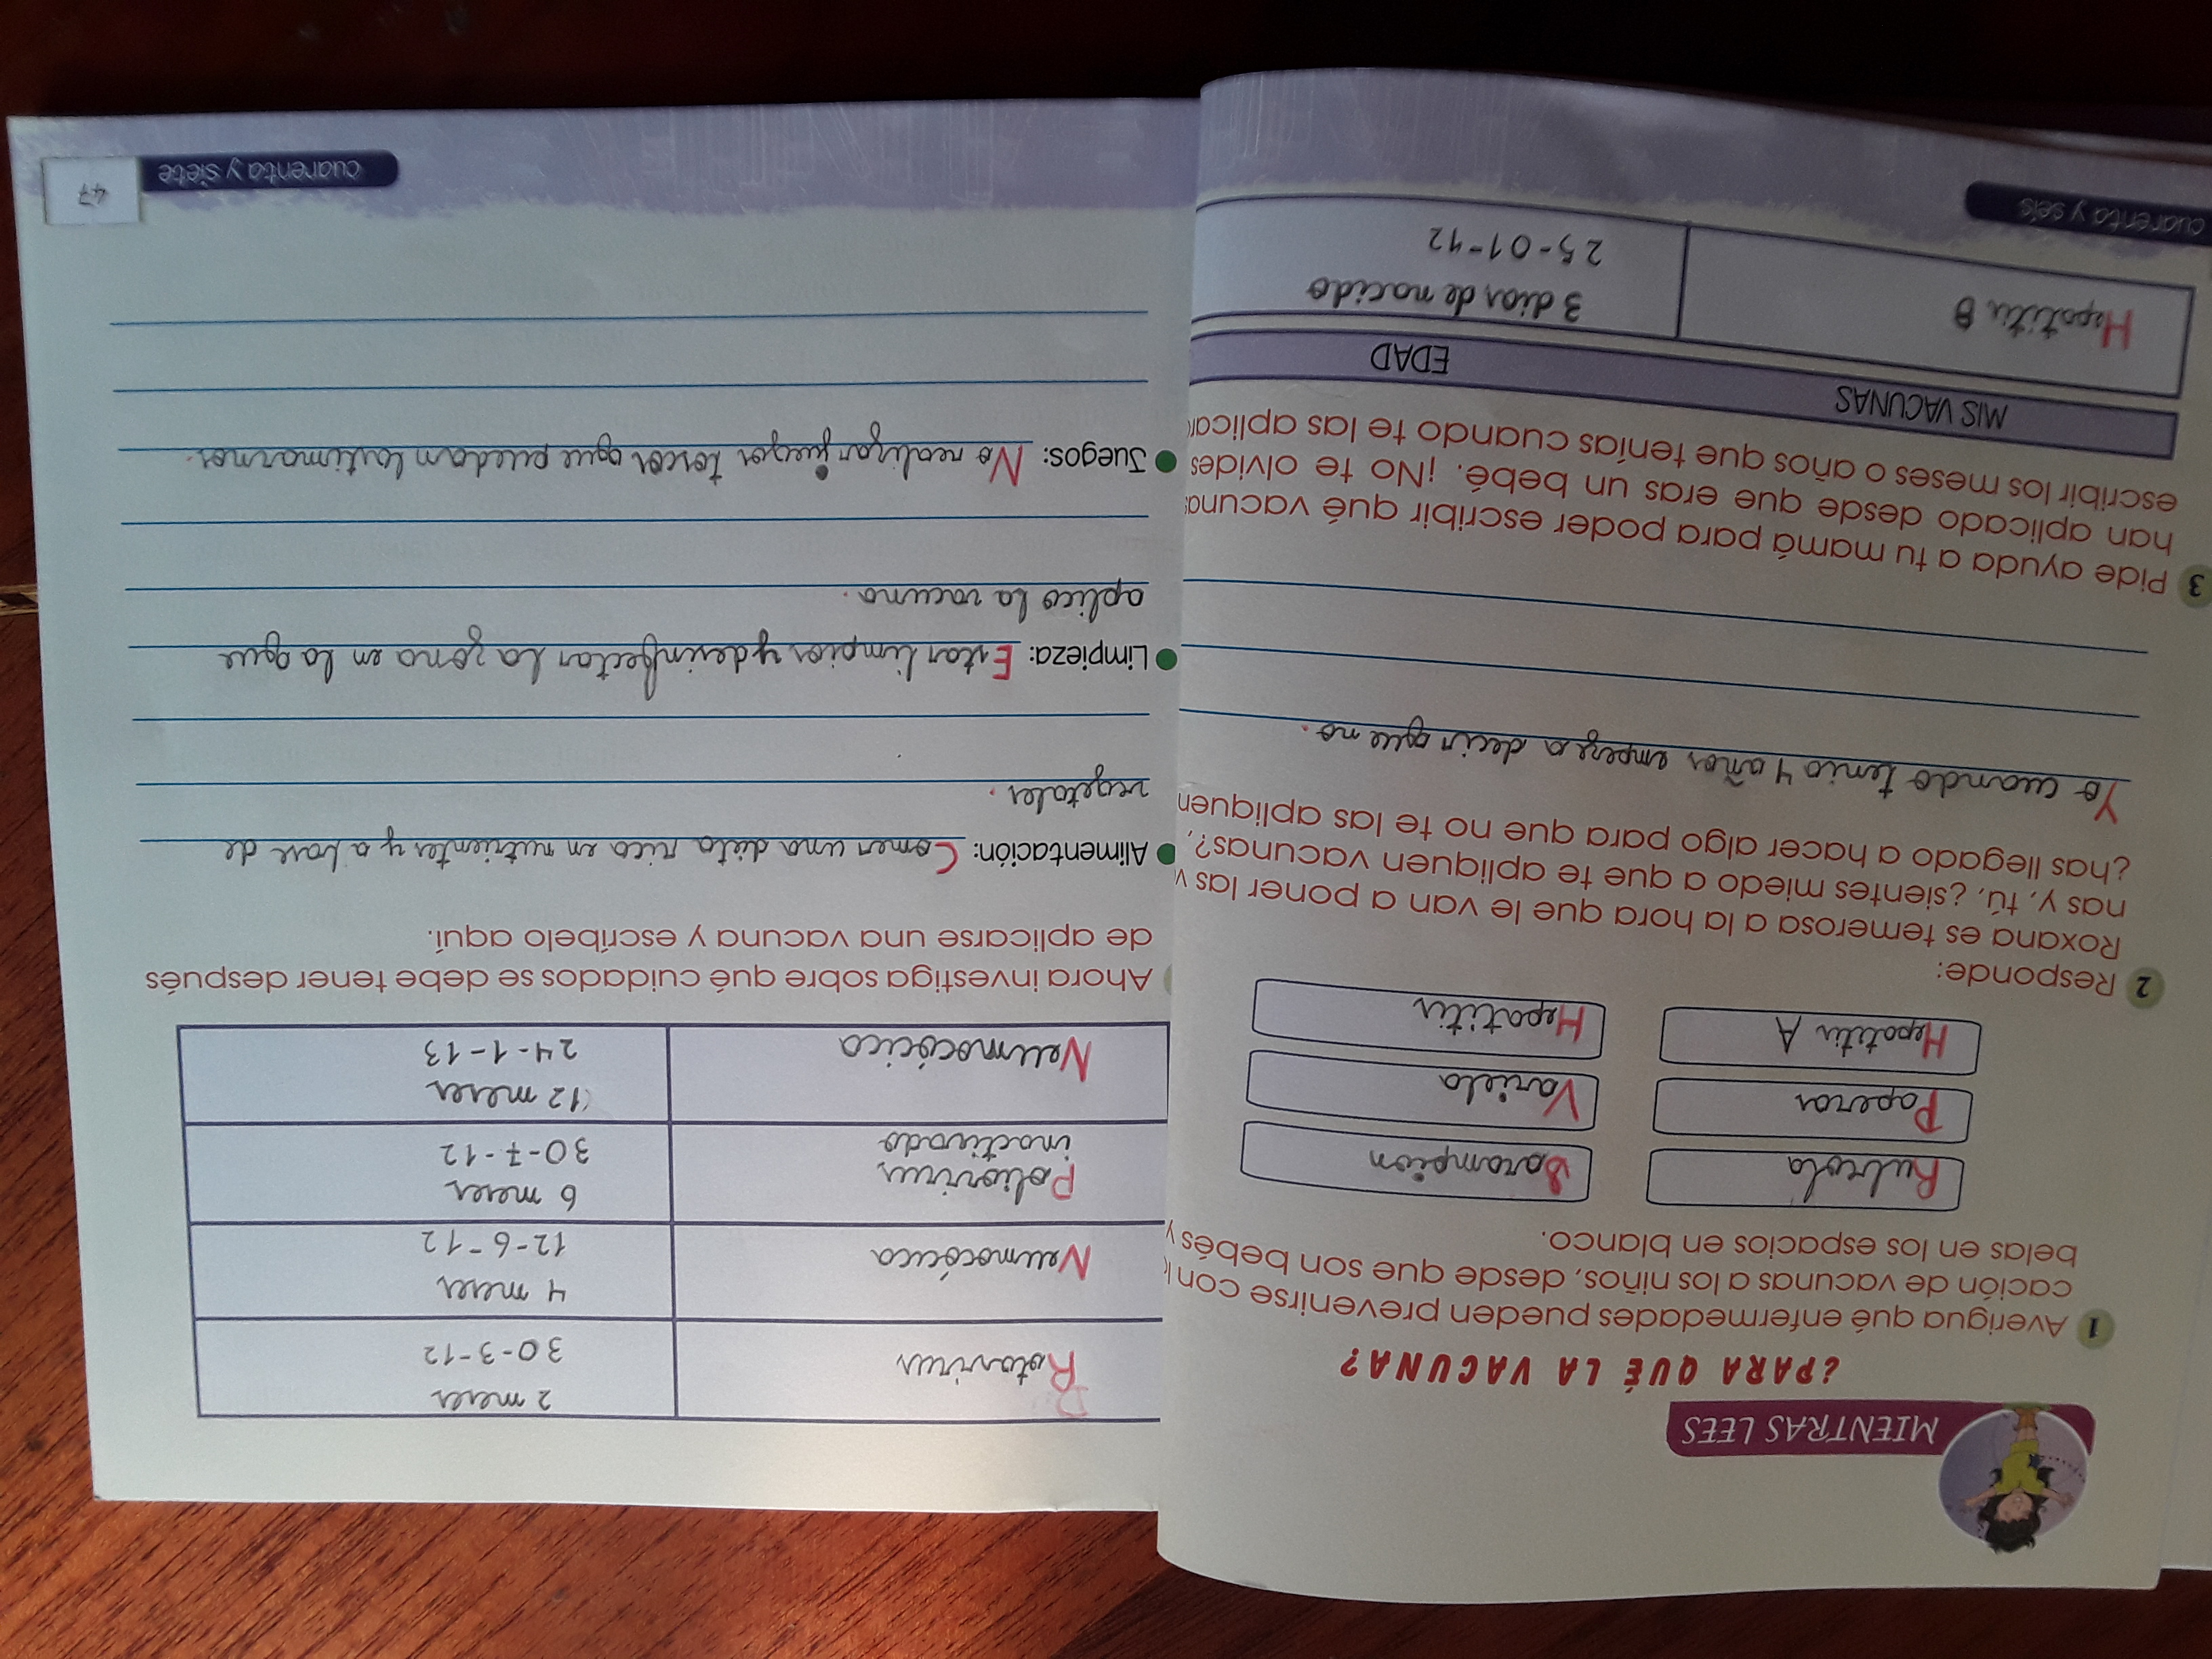 MIENTRAS LEES
¿PARA QUÉ LA VACUNA?
1 Averigua qué enfermedades pueden prevenirse con l
cación de vacunas a los niños, desde que son bebés y
belas en los espacios en blanco.
Rubeola
Sarampion
Paperas
Variela
Hepatitis A
Hepatitis
2 Responde:
Roxana es temerosa a la hora que le van a poner las v
nas y, tú, ¿sientes miedo a que te apliquen vacunas?,
¿has llegado a hacer algo para que no te las apliquen
Yo cuando tenia 4 años empeze a decir que no.
3 Pide ayuda a tu mamá para poder escribir qué vacunas
han aplicado desde que eras un bebé. ¡No te olvides
escribir los meses o años que tenías cuando te las aplicar
MIS VACUNAS
EDAD
Hepatitis B
3 dias de nacido
25-01-12
cuarenta y seis
Rotavirus
2 meses
30-3-12
Neumocócica
4 meses
12-6-12
Poliovirus
inactivado
6 meses
30-7-12
Neumocócica
12 meses
24-1-13
Ahora investiga sobre qué cuidados se debe tener después
de aplicarse una vacuna y escríbelo aquí.
Alimentación: Comer una dieta rica en nutrientes y a base de
vegetales.
Limpieza: Estar limpios y desinfectar la zona en la que
aplico la vacuna.
Juegos: No realizar juegos toscos que puedan lastimarnos.
cuarenta y siete
47